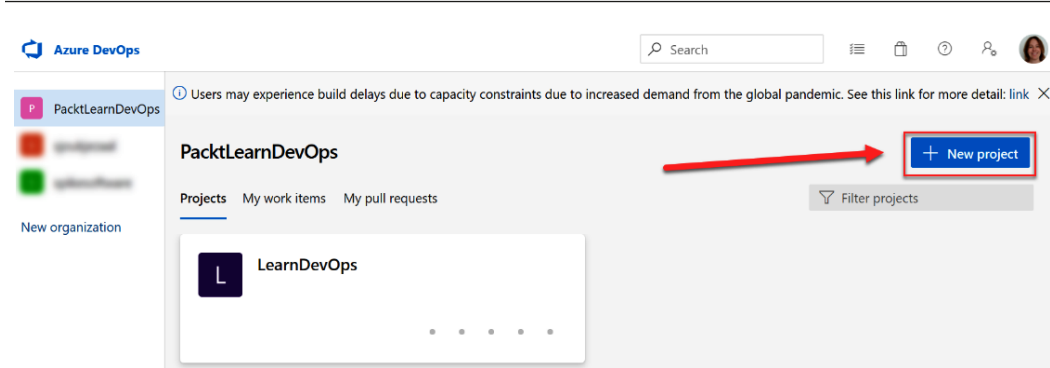 Azure DevOps
Search
P PacktLearnDevOps
Users may experience build delays due to capacity constraints due to increased demand from the global pandemic. See this link for more detail: link
PacktLearnDevOps
+ New project
Projects My work items My pull requests
Filter projects
New organization
L LearnDevOps